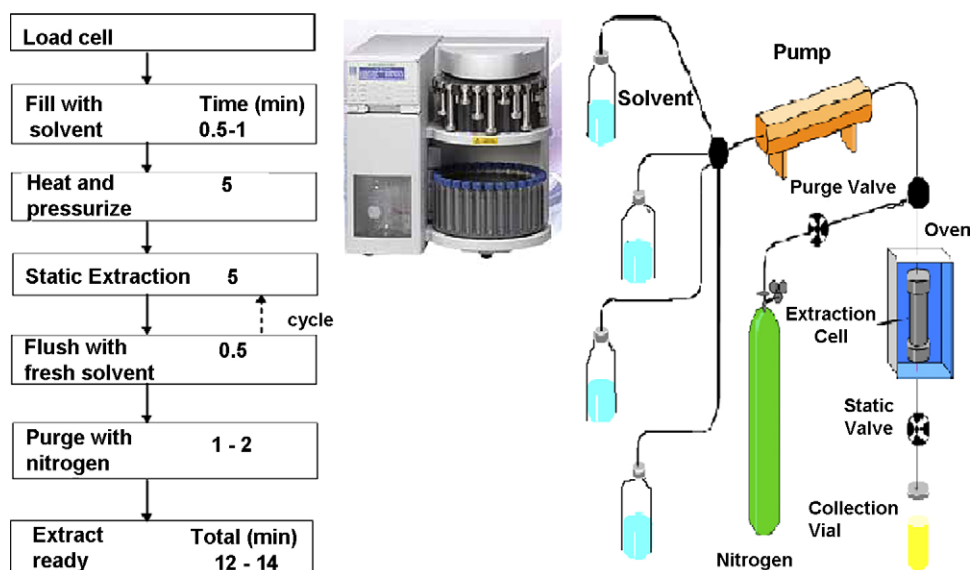 Load cell
Fill with Time (min)
solvent 0.5-1
Heat and 5
pressurize
Static Extraction 5
cycle
Flush with 0.5
fresh solvent
Purge with 1 - 2
nitrogen
Extract Total (min)
ready 12 - 14
Pump
Solvent
Purge Valve
Oven
Extraction
Cell
Static
Valve
Collection
Vial
Nitrogen